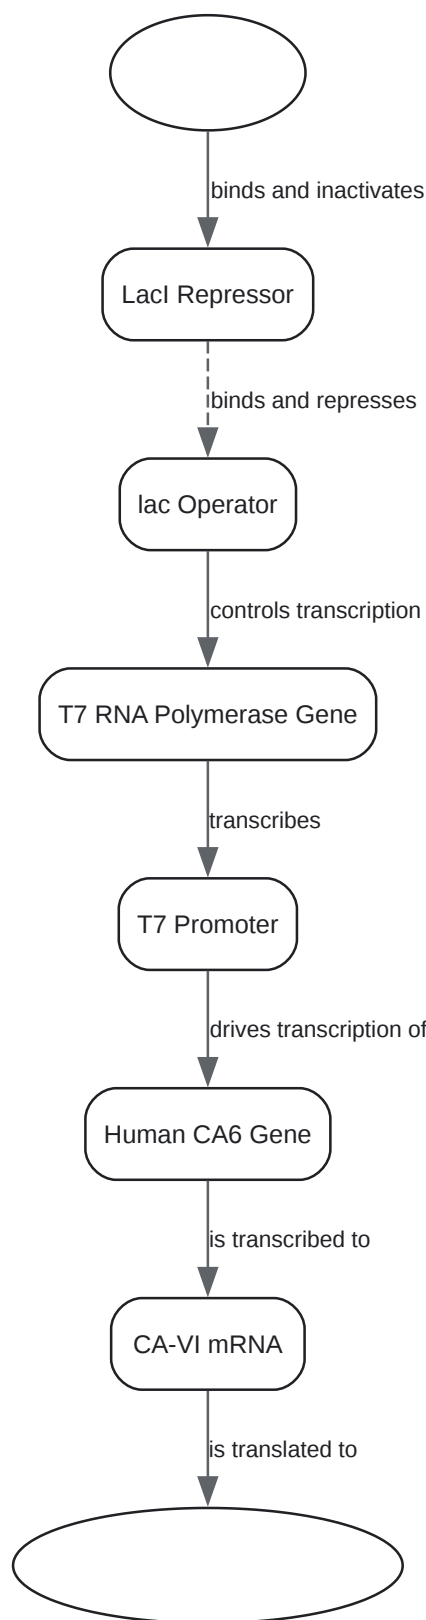 binds and inactivates
LacI Repressor
binds and represses
lac Operator
controls transcription
T7 RNA Polymerase Gene
transcribes
T7 Promoter
drives transcription of
Human CA6 Gene
is transcribed to
CA-VI mRNA
is translated to